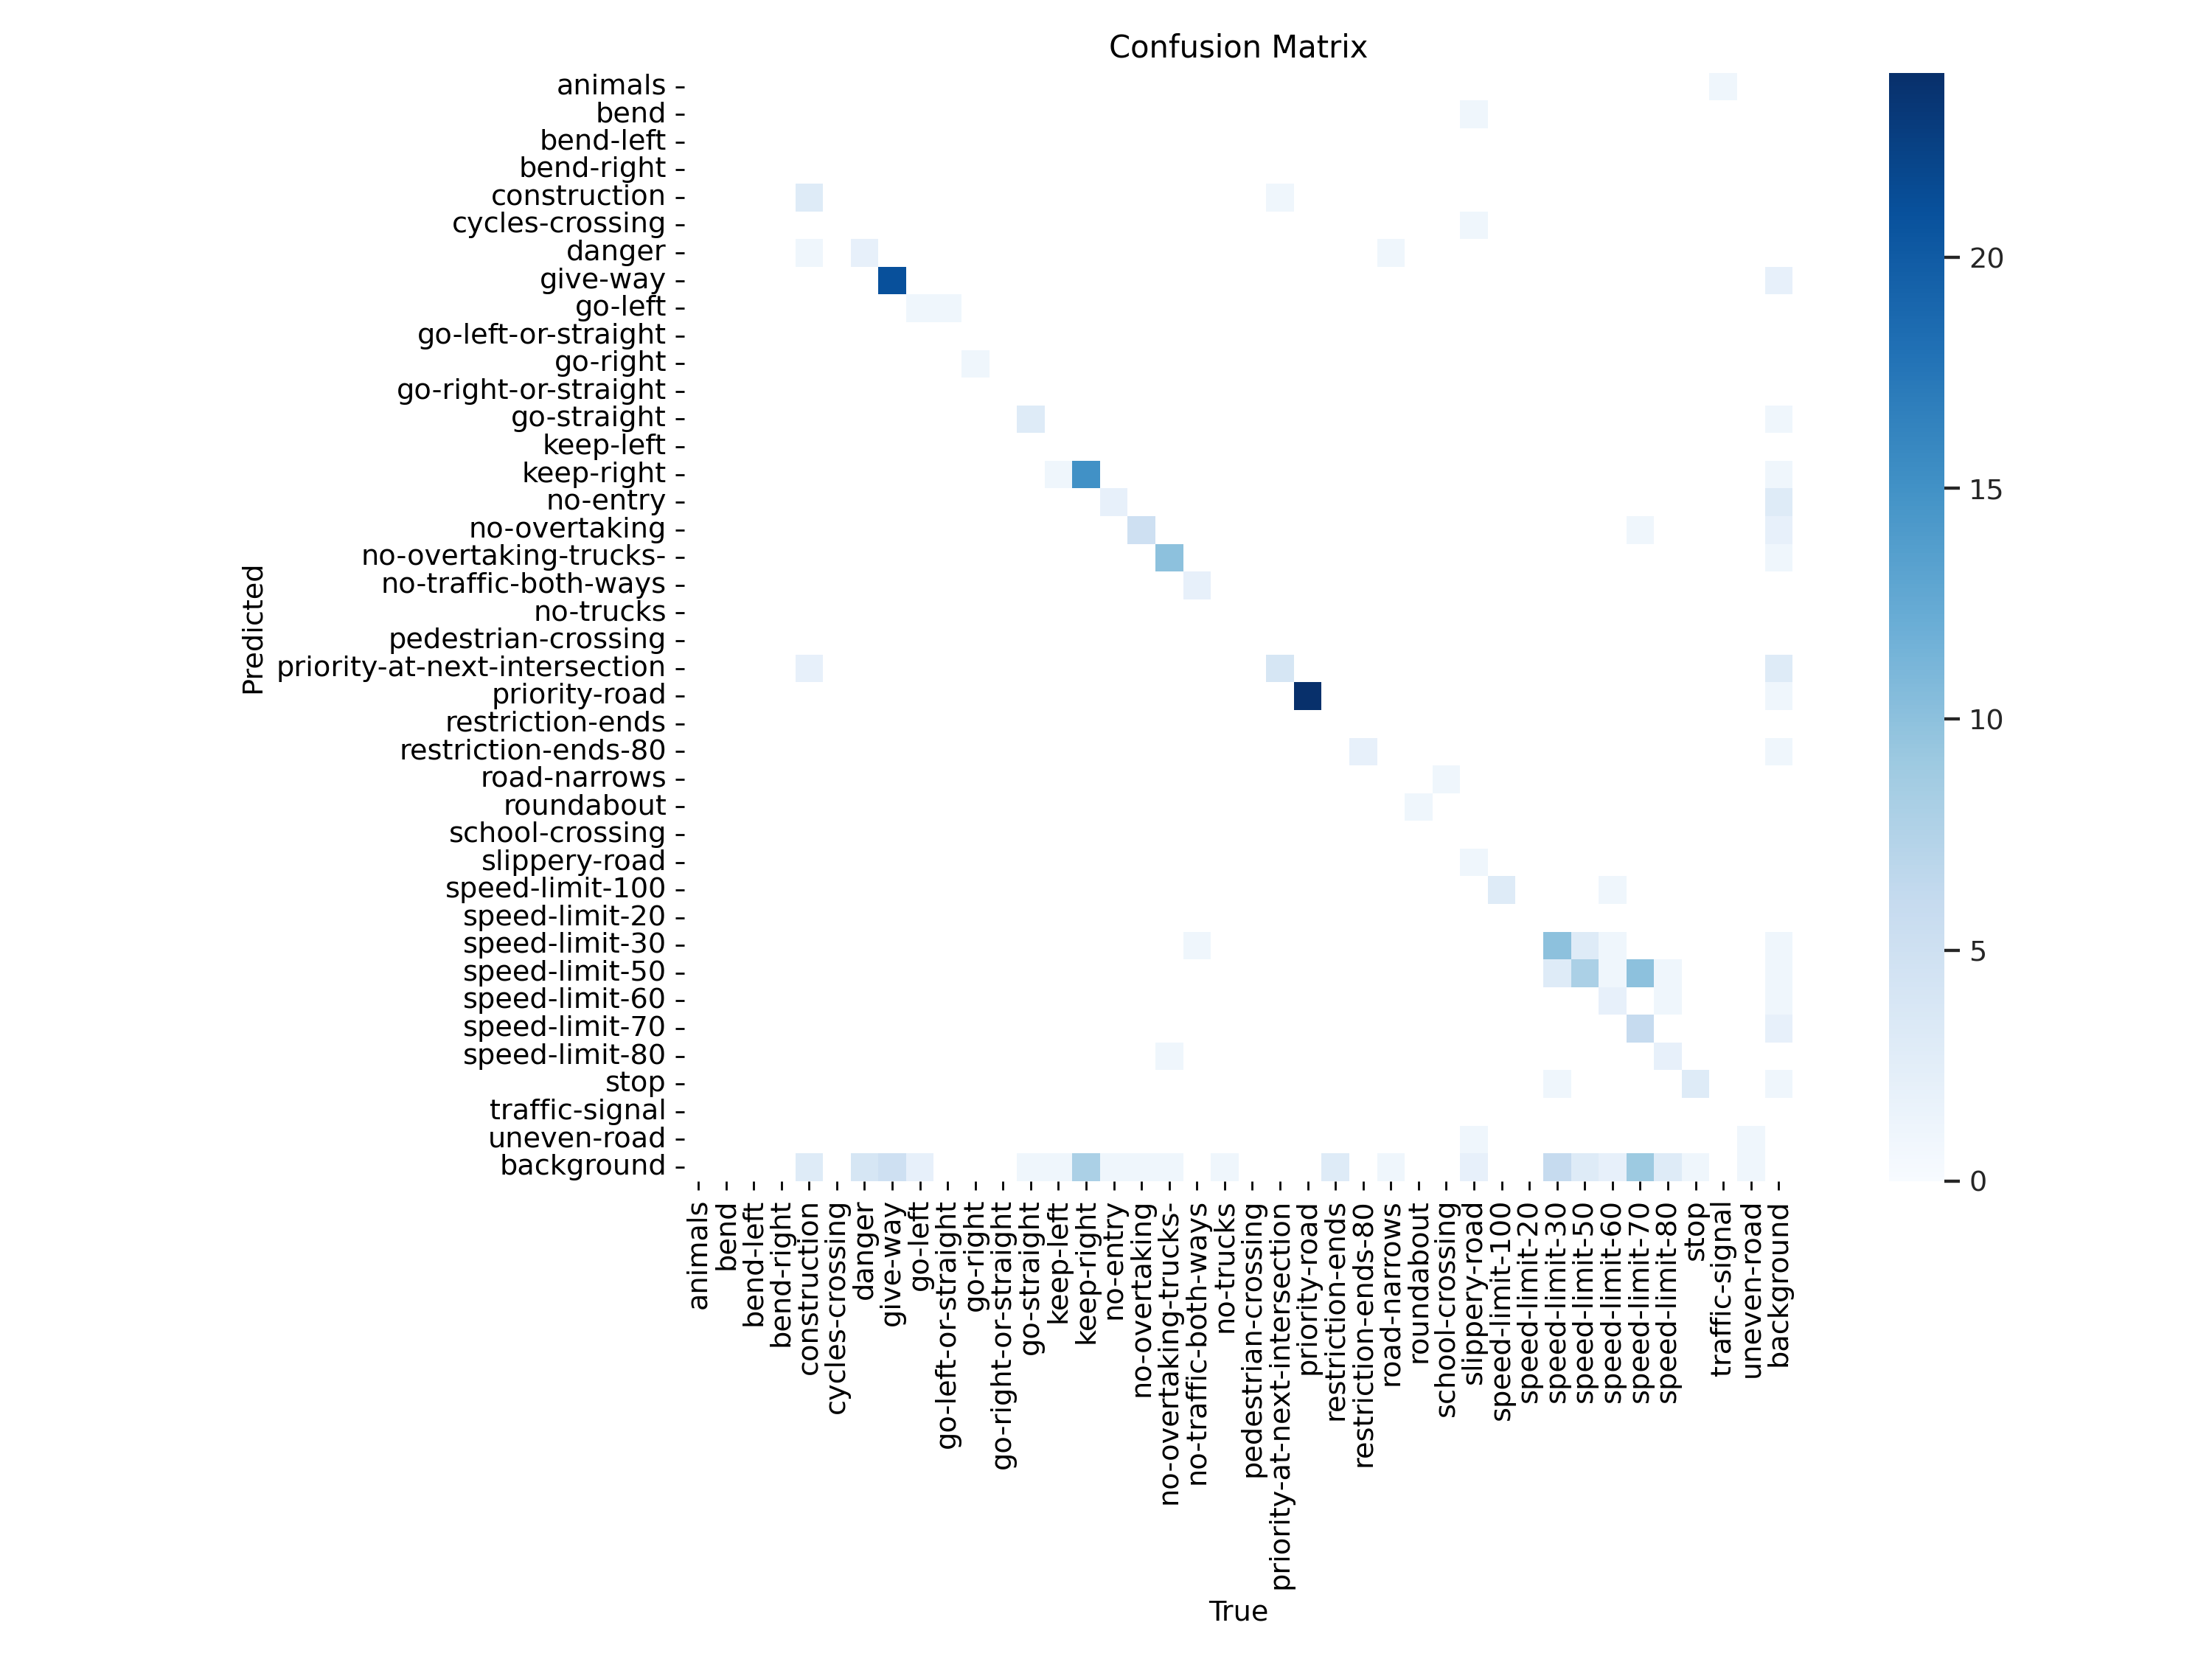 Confusion Matrix
animals
bend
bend-left
bend-right
construction
cycles-crossing
danger
give-way
go-left
go-left-or-straight
go-right
go-right-or-straight
go-straight
keep-left
keep-right
no-entry
no-overtaking
no-overtaking-trucks-
no-traffic-both-ways
no-trucks
pedestrian-crossing
priority-at-next-intersection
priority-road
restriction-ends
restriction-ends-80
road-narrows
roundabout
school-crossing
slippery-road
speed-limit-100
speed-limit-20
speed-limit-30
speed-limit-50
speed-limit-60
speed-limit-70
speed-limit-80
stop
traffic-signal
uneven-road
background
Predicted
animals
bend
bend-left
bend-right
construction
cycles-crossing
danger
give-way
go-left
go-left-or-straight
go-right
go-right-or-straight
go-straight
keep-left
keep-right
no-entry
no-overtaking
no-overtaking-trucks-
no-traffic-both-ways
no-trucks
pedestrian-crossing
priority-at-next-intersection
priority-road
restriction-ends
restriction-ends-80
road-narrows
roundabout
school-crossing
slippery-road
speed-limit-100
speed-limit-20
speed-limit-30
speed-limit-50
speed-limit-60
speed-limit-70
speed-limit-80
stop
traffic-signal
uneven-road
background
True
20
15
10
5
0